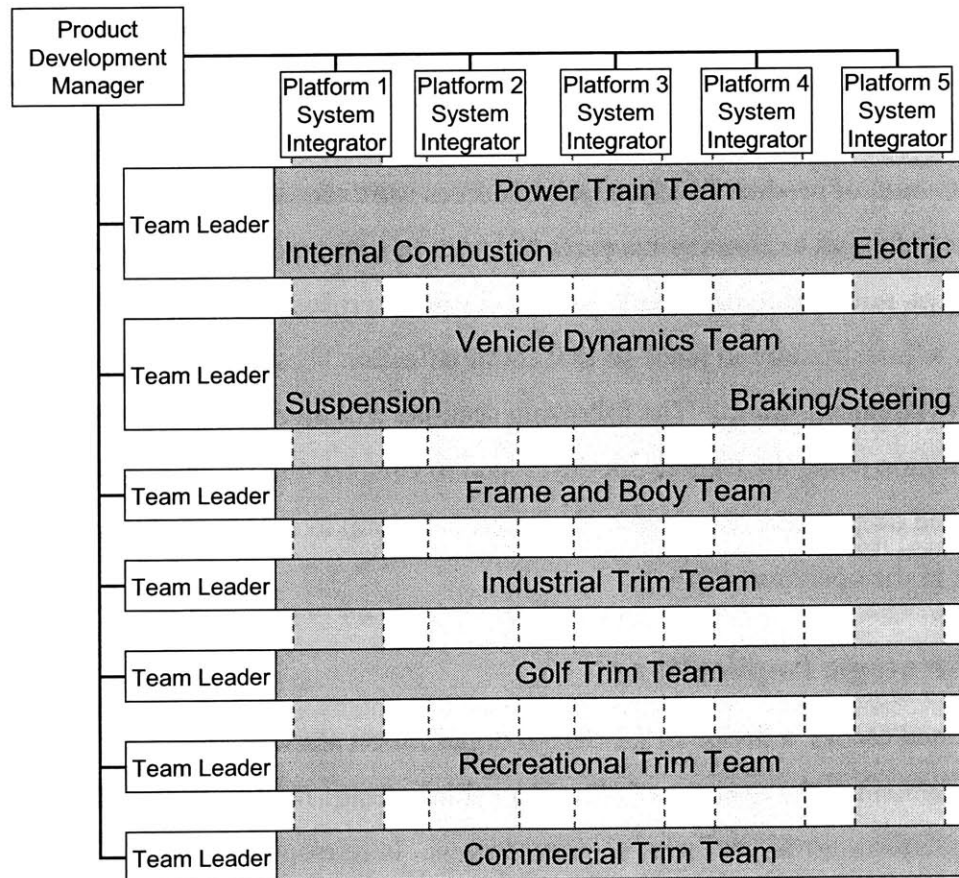 Product
Development
Manager
Platform 1
System
Integrator
Platform 2
System
Integrator
Platform 3
System
Integrator
Platform 4
System
Integrator
Platform 5
System
Integrator
Team Leader
Power Train Team
Internal Combustion
Electric
Team Leader
Vehicle Dynamics Team
Suspension
Braking/Steering
Team Leader
Frame and Body Team
Team Leader
Industrial Trim Team
Team Leader
Golf Trim Team
Team Leader
Recreational Trim Team
Team Leader
Commercial Trim Team